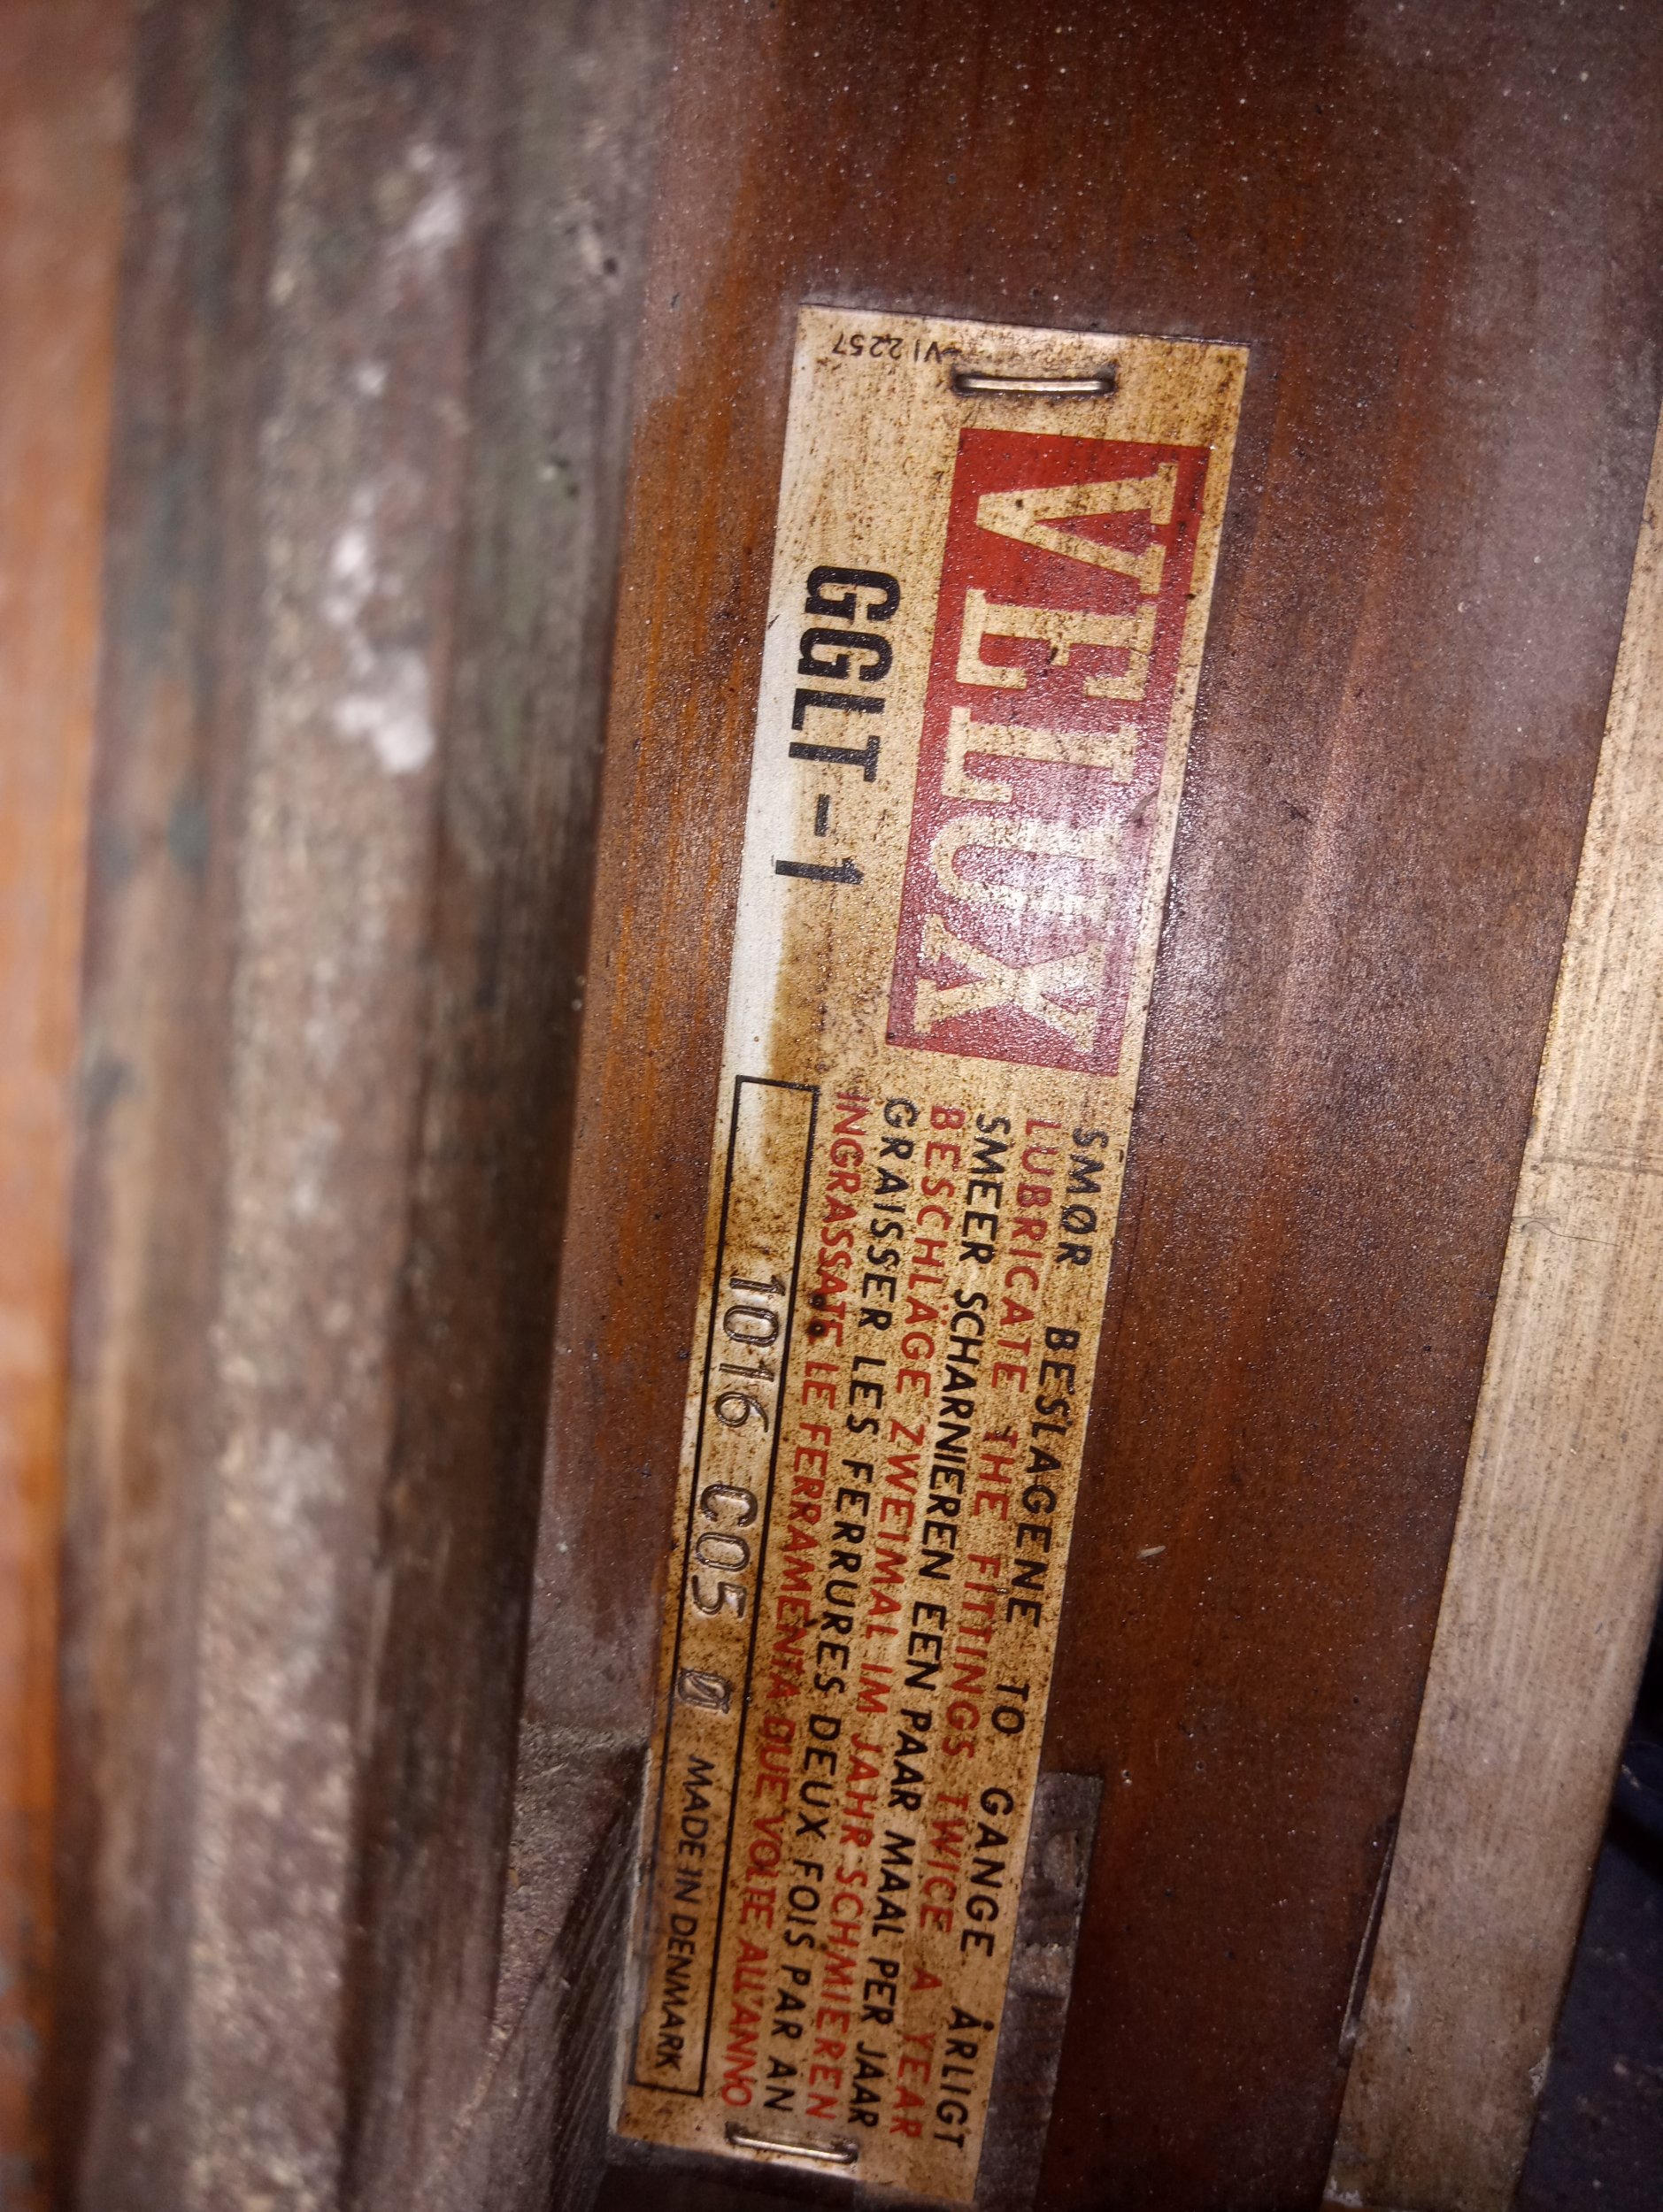 VELUX
GGLT-1
SMØR BESLAGENE TO GANGE ÅRLIGT
LUBRICATE THE FITTINGS TWICE A YEAR
SMEER SCHARNIEREN EEN PAAR MAAL PER JAAR
BESCHLÄGE ZWEIMAL IM JAHR SCHMIEREN
GRAISSER LES FERRURES DEUX FOIS PAR AN
INGRASSATE LE FERRAMENTA DUE VOLTE ALL'ANNO
1016 C05 Ø MADE IN DENMARK
VI 2257